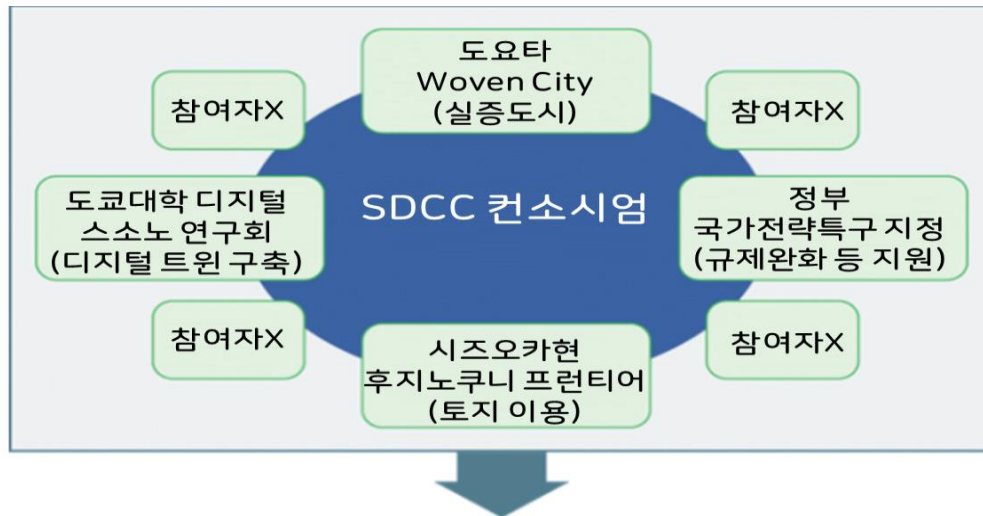 도요타
Woven City
(실증도시)
참여자X
참여자X
SDCC 컨소시엄
도쿄대학 디지털
스소노 연구회
(디지털 트윈 구축)
정부
국가전략특구 지정
(규제완화 등 지원)
참여자X
참여자X
시즈오카현
후지노쿠니 프런티어
(토지 이용)